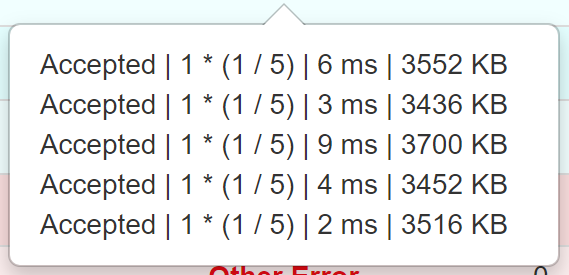 Accepted | 1 * (1 / 5) | 6 ms | 3552 KB
Accepted | 1 * (1 / 5) | 3 ms | 3436 KB
Accepted | 1 * (1 / 5) | 9 ms | 3700 KB
Accepted | 1 * (1 / 5) | 4 ms | 3452 KB
Accepted | 1 * (1 / 5) | 2 ms | 3516 KB
Other Error 0